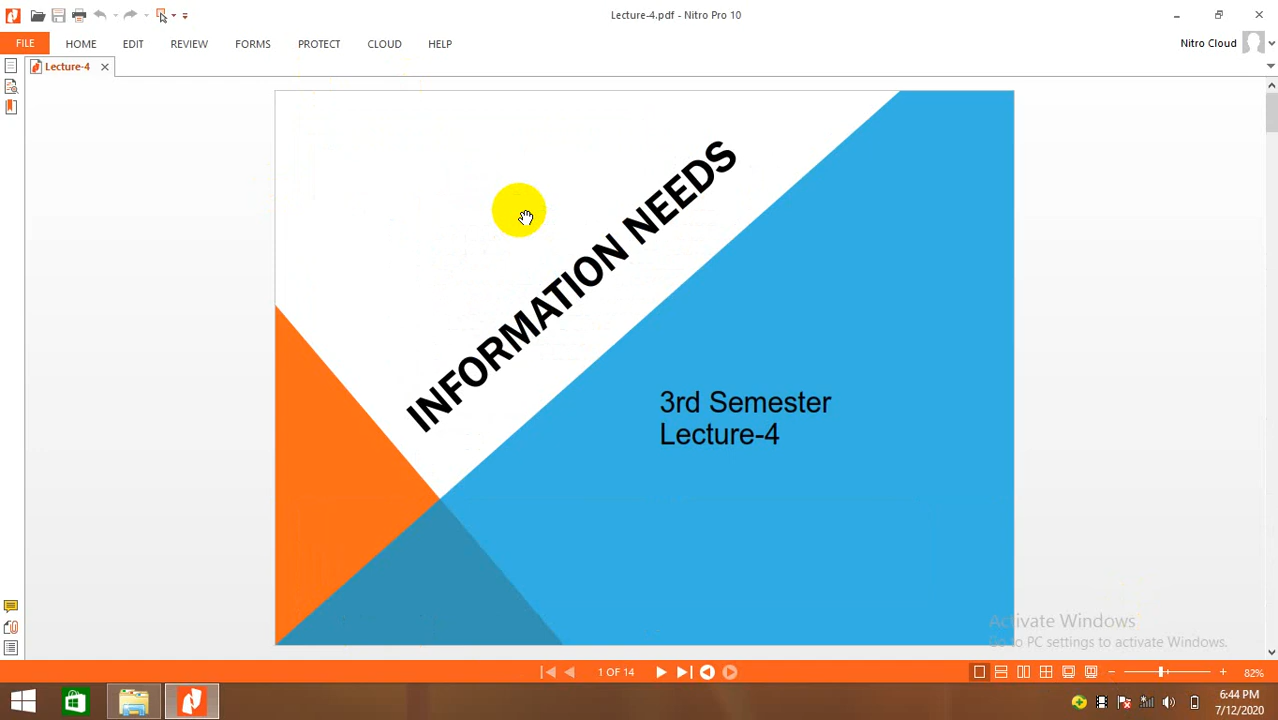 Lecture-4.pdf - Nitro Pro 10
FILE HOME EDIT REVIEW FORMS PROTECT CLOUD HELP
Nitro Cloud
Lecture-4
INFORMATION NEEDS
3rd Semester
Lecture-4
Activate Windows
Go to PC settings to activate Windows.
1 OF 14
82%
6:44 PM
7/12/2020